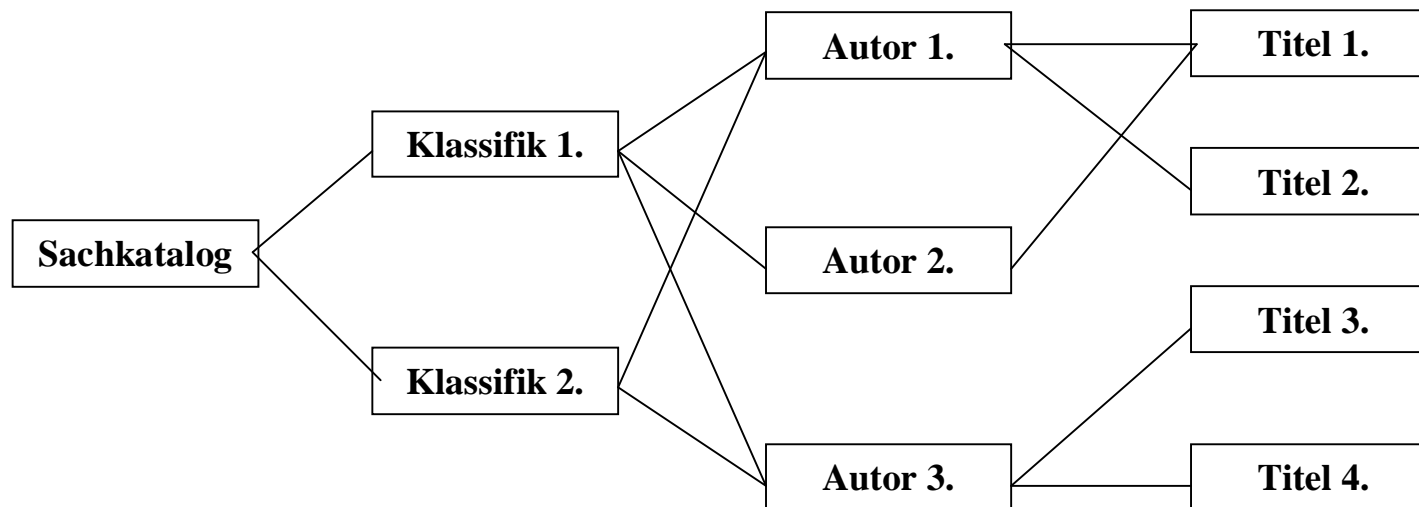 Sachkatalog
Klassifik 1.
Klassifik 2.
Autor 1.
Autor 2.
Autor 3.
Titel 1.
Titel 2.
Titel 3.
Titel 4.